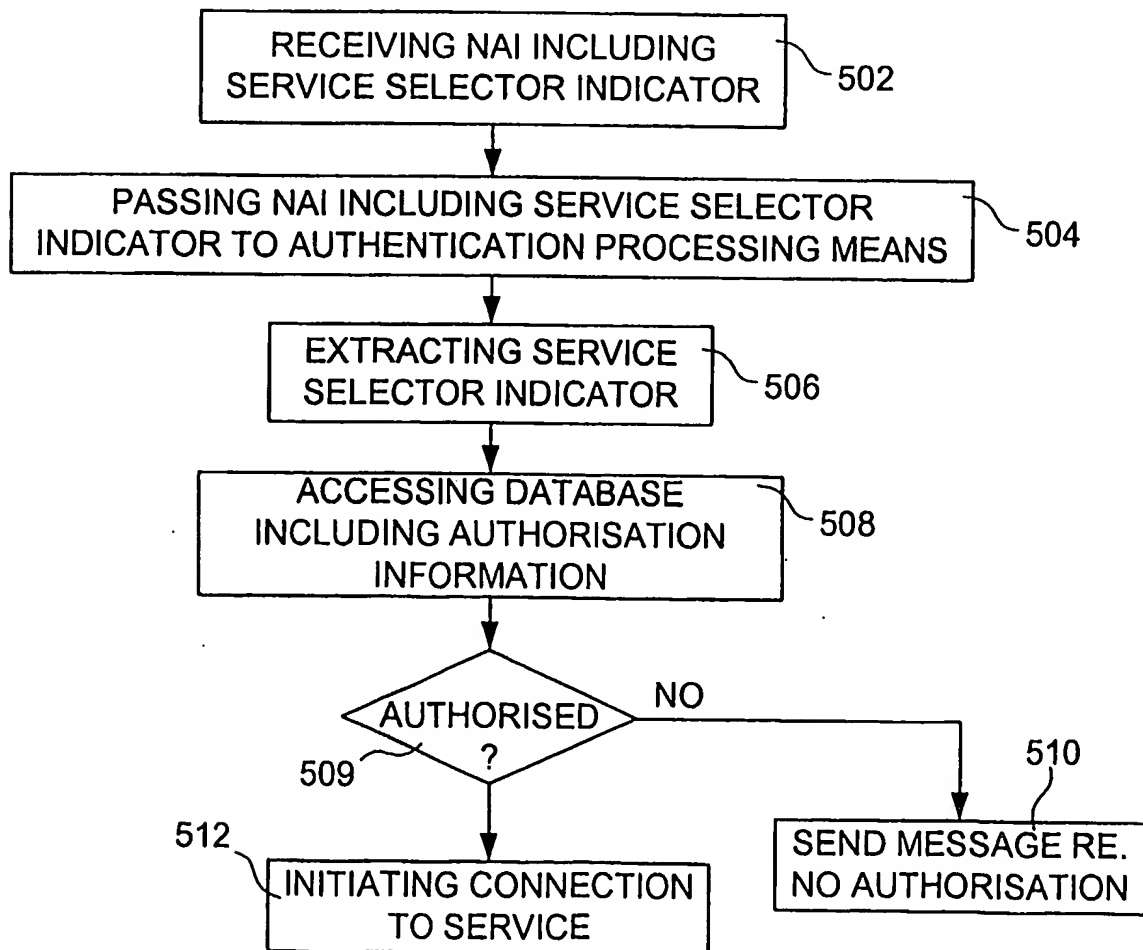 RECEIVING NAI INCLUDING
SERVICE SELECTOR INDICATOR
502
PASSING NAI INCLUDING SERVICE SELECTOR
INDICATOR TO AUTHENTICATION PROCESSING MEANS
504
EXTRACTING SERVICE
SELECTOR INDICATOR
506
ACCESSING DATABASE
INCLUDING AUTHORISATION
INFORMATION
508
AUTHORISED
?
509
NO
510
SEND MESSAGE RE.
NO AUTHORISATION
512
INITIATING CONNECTION
TO SERVICE